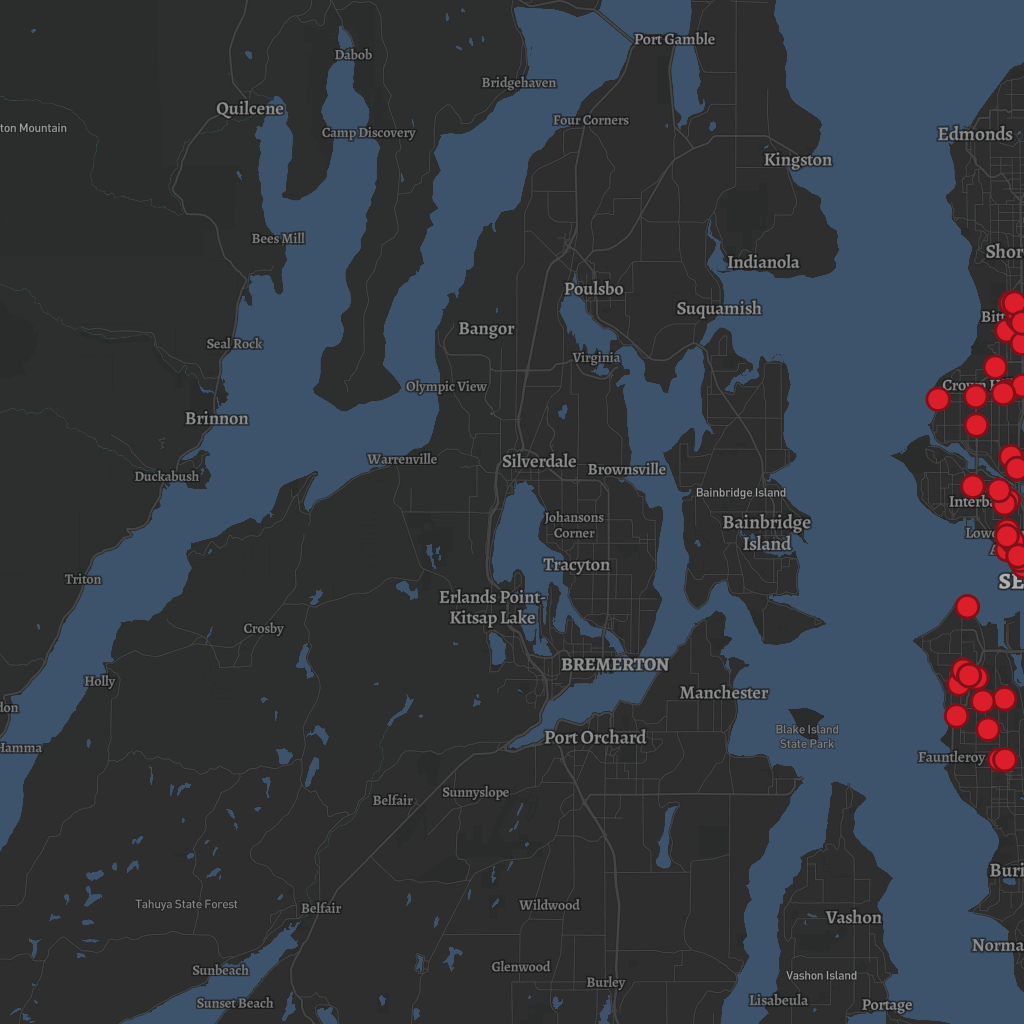 Port Gamble
Dabob
Bridgehaven
Quilcene
Four Corners
ton Mountain
Camp Discovery
Edmonds
Kingston
Bees Mill
Shor
Indianola
Poulsbo
Suquamish
Bitt
Bangor
Seal Rock
Virginia
Olympic View
Crown H
Brinnon
Warrenville
Silverdale
Brownsville
Duckabush
Bainbridge Island
Interba
Johansons
Corner
Bainbridge
Island
Lowe
A
Tracyton
Triton
SE
Erlands Point-
Kitsap Lake
Crosby
BREMERTON
Holly
Manchester
don
Blake Island
State Park
Port Orchard
Hamma
Fauntleroy
Sunnyslope
Belfair
Buri
Tahuya State Forest
Belfair
Wildwood
Vashon
Norma
Glenwood
Sunbeach
Vashon Island
Burley
Sunset Beach
Lisabeula
Portage